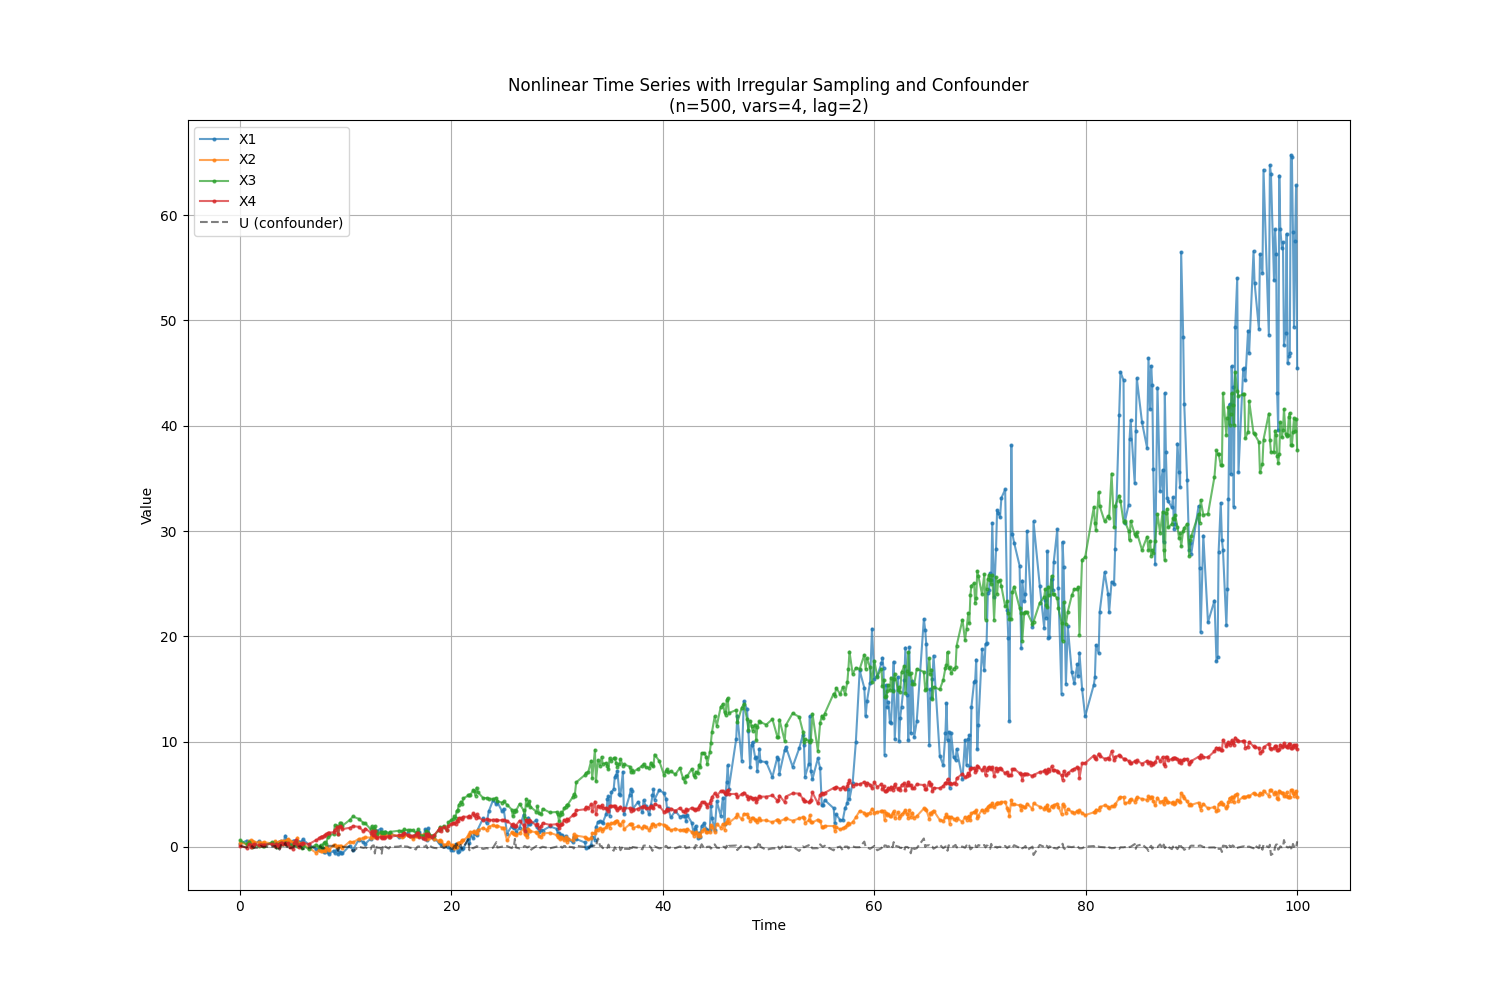 Nonlinear Time Series with Irregular Sampling and Confounder
(n=500, vars=4, lag=2)
X1
X2
X3
X4
U (confounder)
60
50
40
30
20
10
0
Value
0 20 40 60 80 100
Time